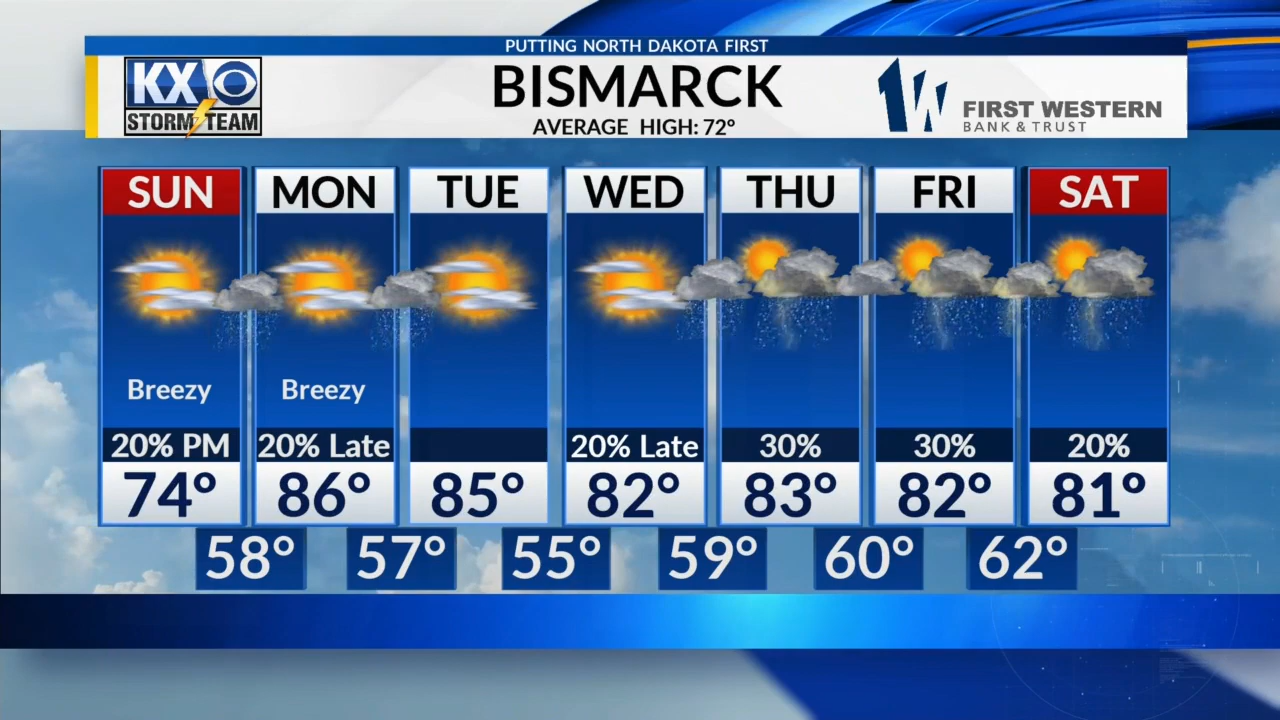 PUTTING NORTH DAKOTA FIRST
KX
STORM TEAM
BISMARCK
AVERAGE HIGH: 72°
1W
FIRST WESTERN
BANK & TRUST
SUN MON TUE WED THU FRI SAT
Breezy Breezy
20% PM 20% Late 20% Late 30% 30% 20%
74° 86° 85° 82° 83° 82° 81°
58° 57° 55° 59° 60° 62°